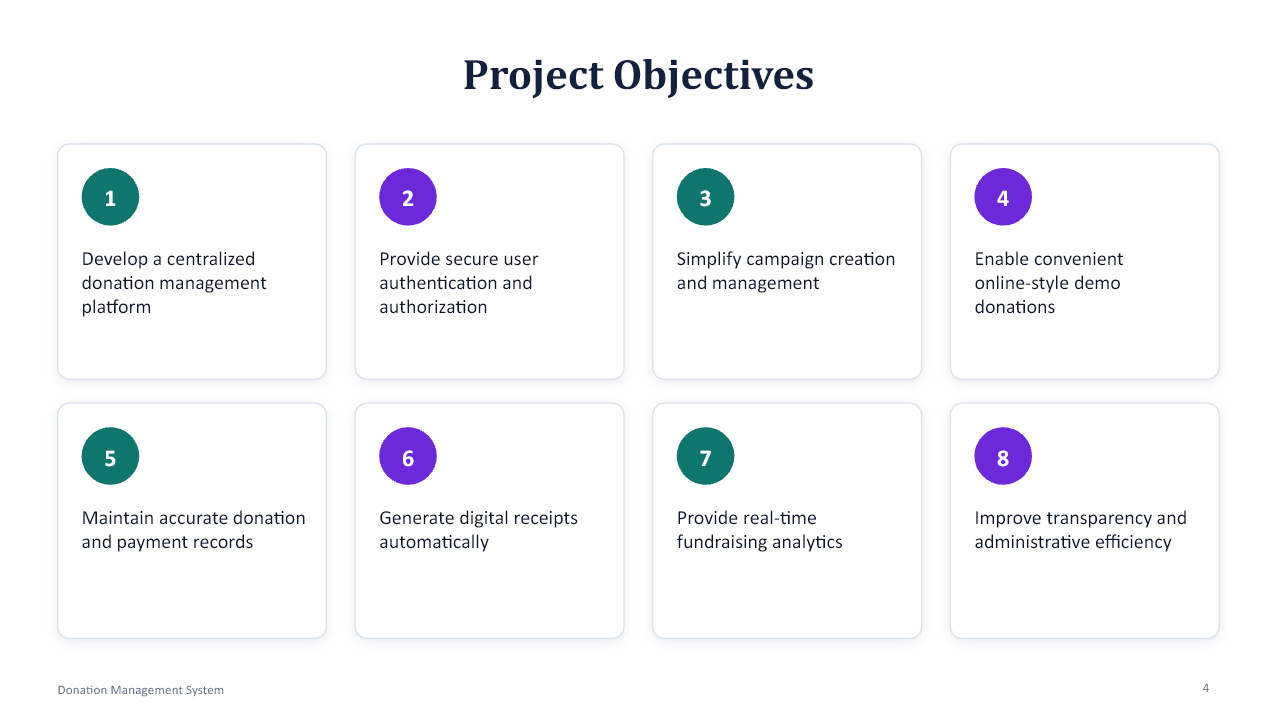 Project Objectives
1
Develop a centralized
donation management
platform
2
Provide secure user
authentication and
authorization
3
Simplify campaign creation
and management
4
Enable convenient
online-style demo
donations
5
Maintain accurate donation
and payment records
6
Generate digital receipts
automatically
7
Provide real-time
fundraising analytics
8
Improve transparency and
administrative efficiency
Donation Management System
4